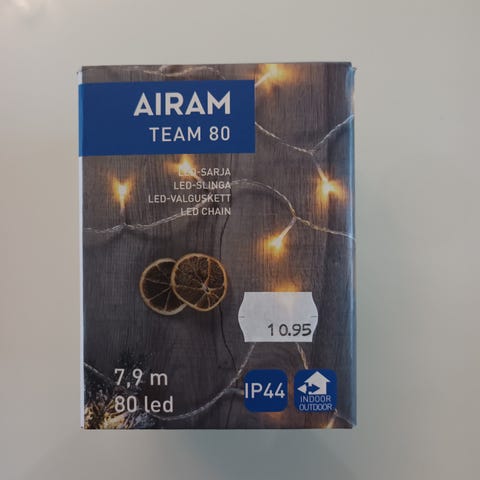 AIRAM
TEAM 80
LED-SARJA
LED-SLINGA
LED-VALGUSKETT
LED CHAIN
10.95
7,9 m
80 led
IP44
INDOOR
OUTDOOR